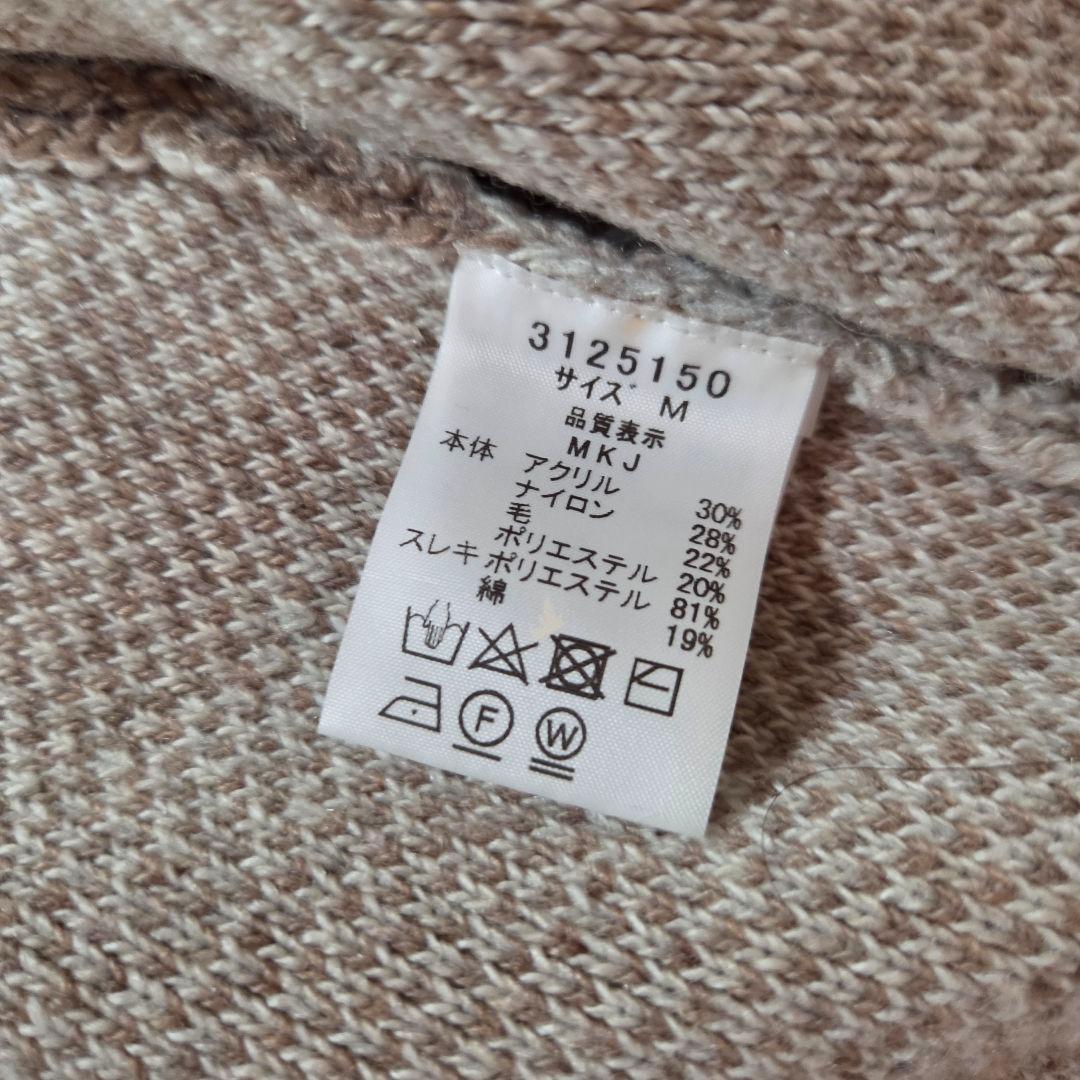 3125150
サイズ M
品質表示
MKJ
本体 アクリル 30%
ナイロン 28%
毛 22%
ポリエステル 20%
スレキ ポリエステル 81%
綿 19%
F W